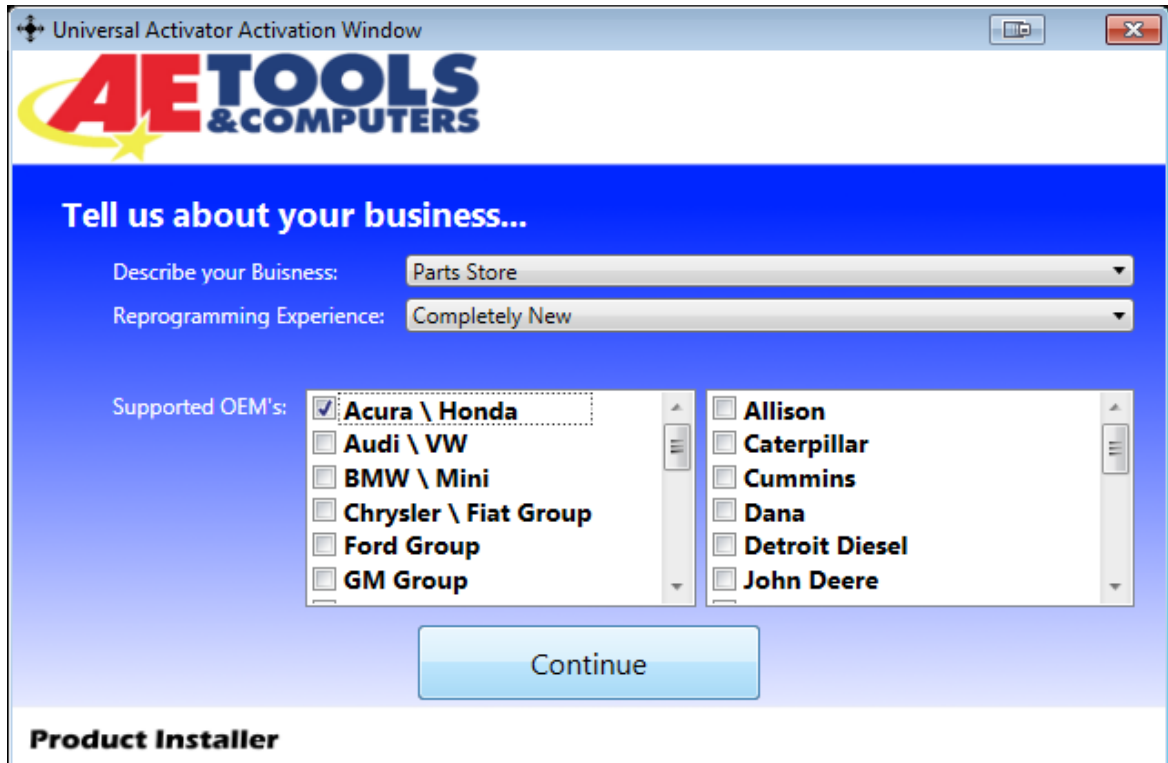 Universal Activator Activation Window
AE TOOLS
&COMPUTERS
Tell us about your business...
Describe your Buisness: Parts Store
Reprogramming Experience: Completely New
Supported OEM's:
Acura \ Honda
Audi \ VW
BMW \ Mini
Chrysler \ Fiat Group
Ford Group
GM Group
Allison
Caterpillar
Cummins
Dana
Detroit Diesel
John Deere
Continue
Product Installer